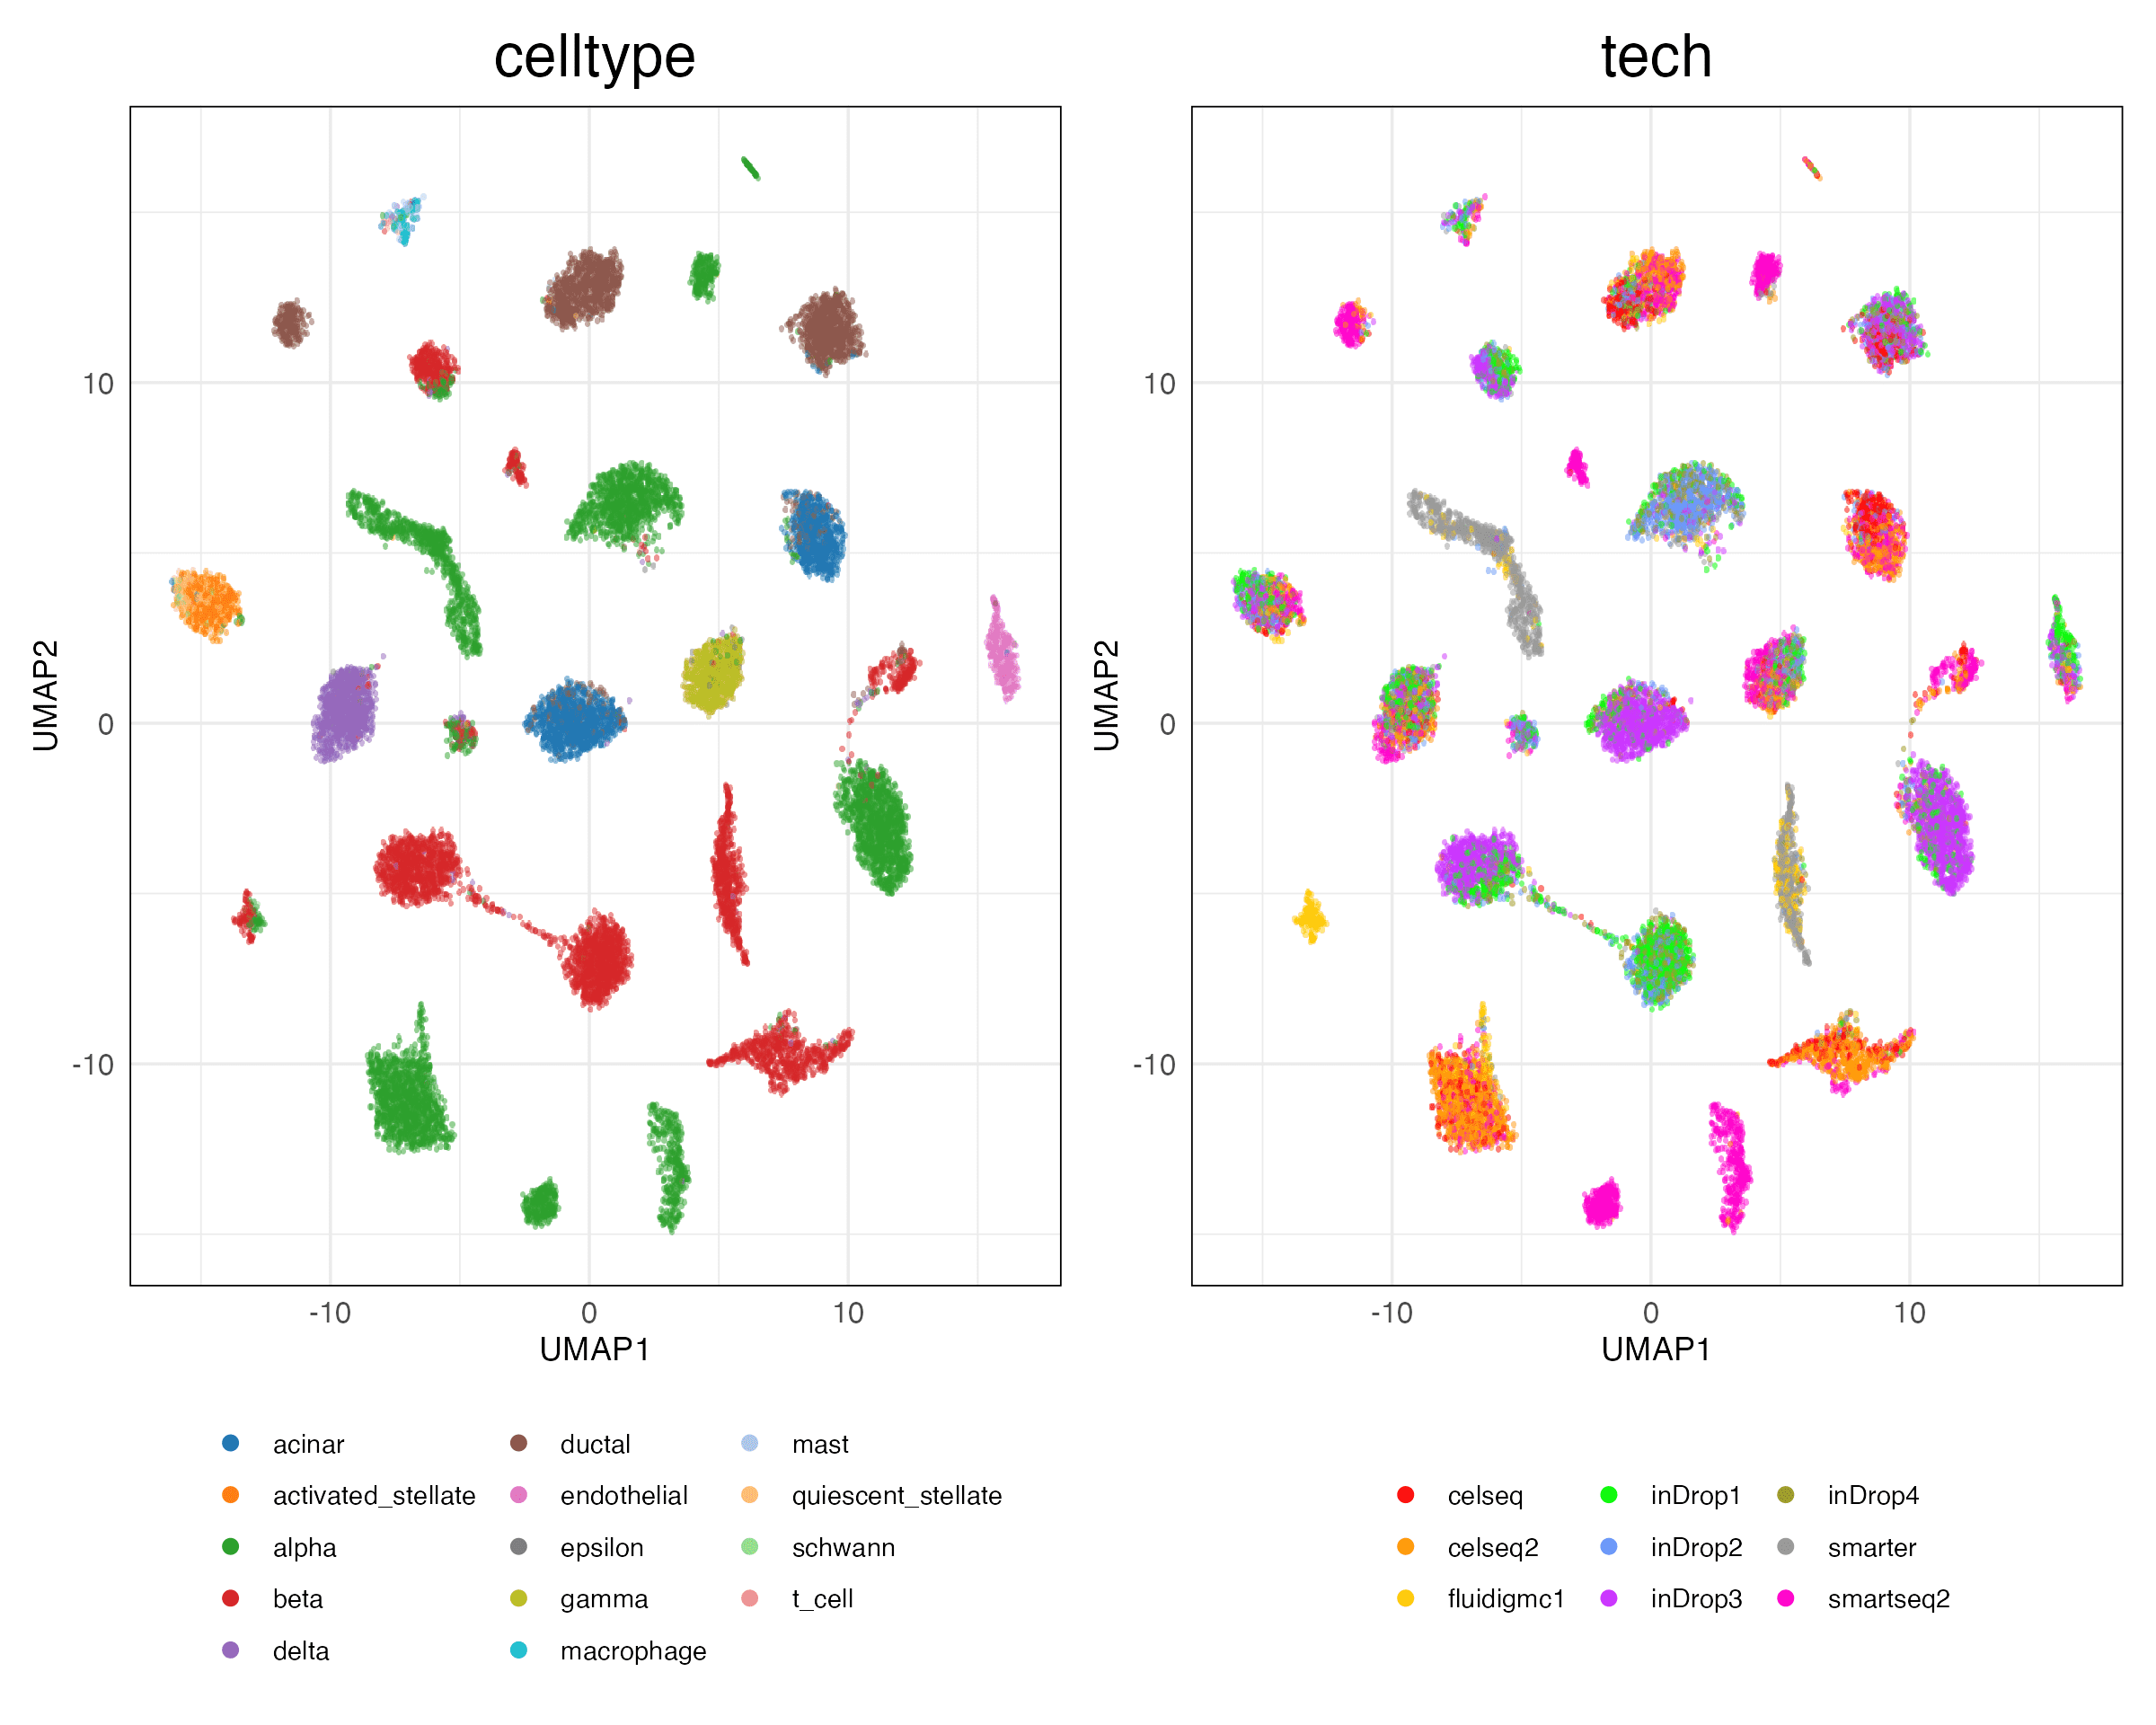 celltype
tech
UMAP2
10
0
-10
-10
0
10
UMAP1
UMAP2
10
0
-10
-10
0
10
UMAP1
acinar
activated_stellate
alpha
beta
delta
ductal
endothelial
epsilon
gamma
macrophage
mast
quiescent_stellate
schwann
t_cell
celseq
celseq2
fluidigmc1
inDrop1
inDrop2
inDrop3
inDrop4
smarter
smartseq2